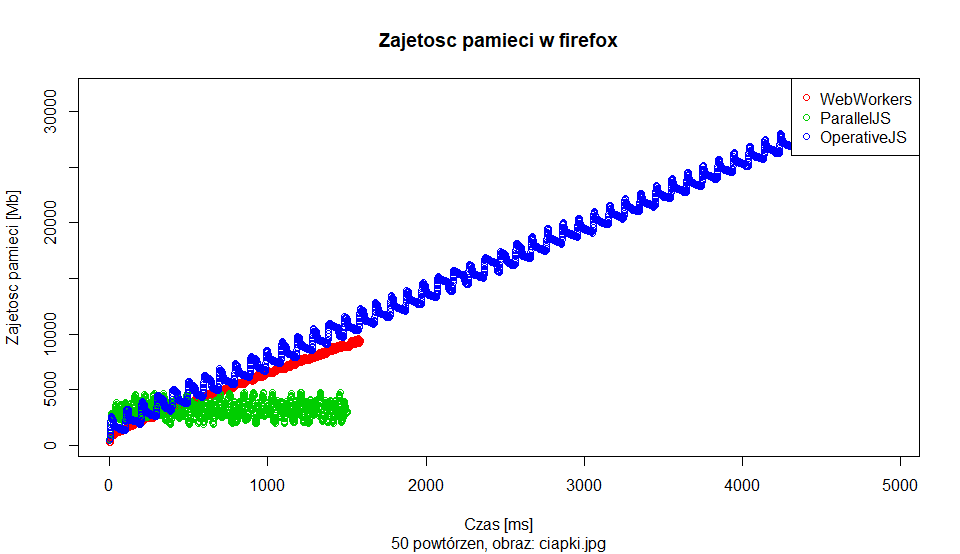 Zajetosc pamieci w firefox
WebWorkers
ParallelJS
OperativeJS
Zajetosc pamieci [Mb]
30000
20000
10000
5000
0
0 1000 2000 3000 4000 5000
Czas [ms]
50 powtórzen, obraz: ciapki.jpg